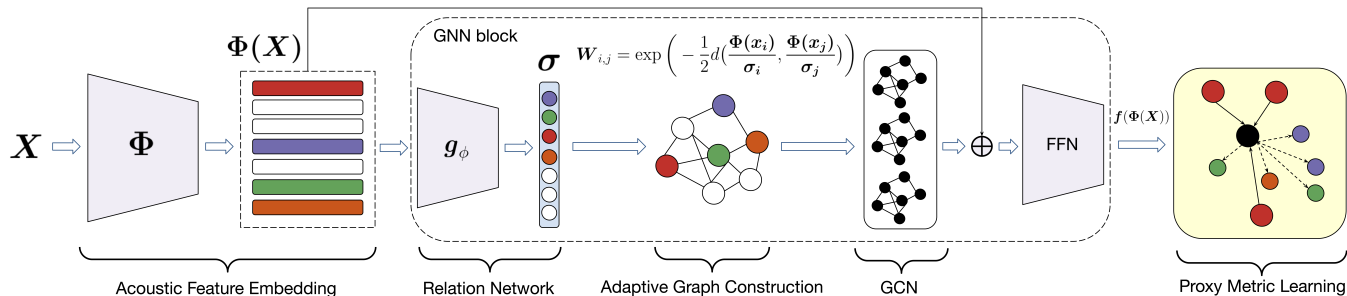 GNN block
Φ(X)
σ
W_{i,j} = exp ( - 1/2 d( Φ(x_i)/σ_i , Φ(x_j)/σ_j ) )
X
Φ
g_ϕ
FFN
f(Φ(X))
Acoustic Feature Embedding
Relation Network
Adaptive Graph Construction
GCN
Proxy Metric Learning